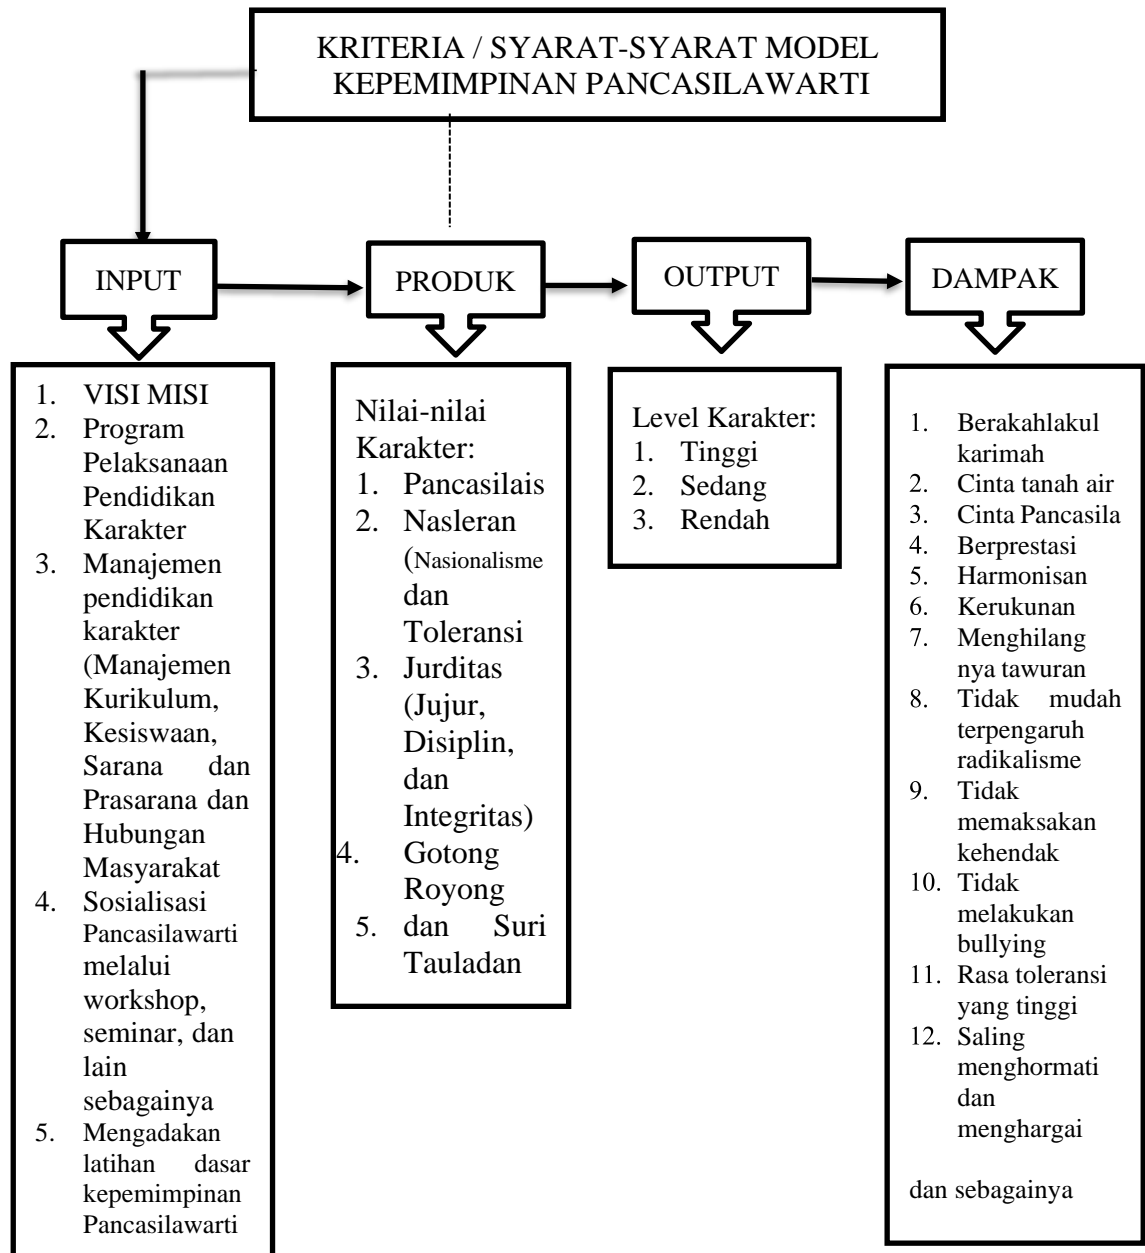 KRITERIA / SYARAT-SYARAT MODEL
KEPEMIMPINAN PANCASILAWARTI
INPUT
PRODUK
OUTPUT
DAMPAK
1. VISI MISI
2. Program
Pelaksanaan
Pendidikan
Karakter
3. Manajemen
pendidikan
karakter
(Manajemen
Kurikulum,
Kesiswaan,
Sarana dan
Prasarana dan
Hubungan
Masyarakat
4. Sosialisasi
Pancasilawarti
melalui
workshop,
seminar, dan
lain
sebagainya
5. Mengadakan
latihan dasar
kepemimpinan
Pancasilawarti
Nilai-nilai
Karakter:
1. Pancasilais
2. Nasleran
(Nasionalisme
dan
Toleransi
3. Jurditas
(Jujur,
Disiplin,
dan
Integritas)
4. Gotong
Royong
5. dan Suri
Tauladan
Level Karakter:
1. Tinggi
2. Sedang
3. Rendah
1. Berakahlakul
karimah
2. Cinta tanah air
3. Cinta Pancasila
4. Berprestasi
5. Harmonisan
6. Kerukunan
7. Menghilang
nya tawuran
8. Tidak mudah
terpengaruh
radikalisme
9. Tidak
memaksakan
kehendak
10. Tidak
melakukan
bullying
11. Rasa toleransi
yang tinggi
12. Saling
menghormati
dan
menghargai
dan sebagainya